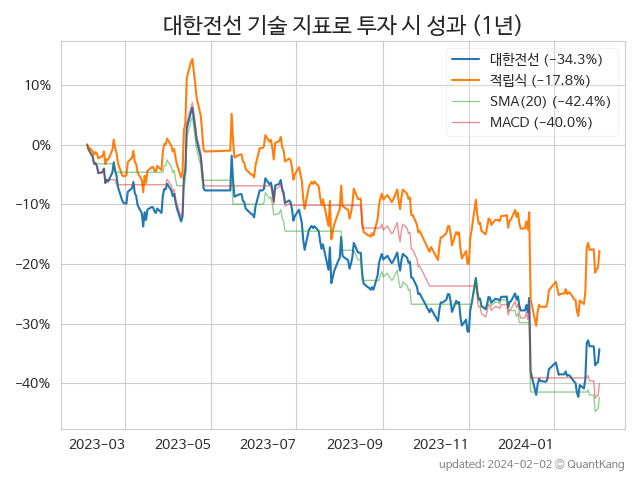 대한전선 기술 지표로 투자 시 성과 (1년)
대한전선 (−34.3%)
적립식 (−17.8%)
SMA(20) (−42.4%)
MACD (−40.0%)
10%
0%
−10%
−20%
−30%
−40%
2023−03 2023−05 2023−07 2023−09 2023−11 2024−01
updated: 2024-02-02 © QuantKang